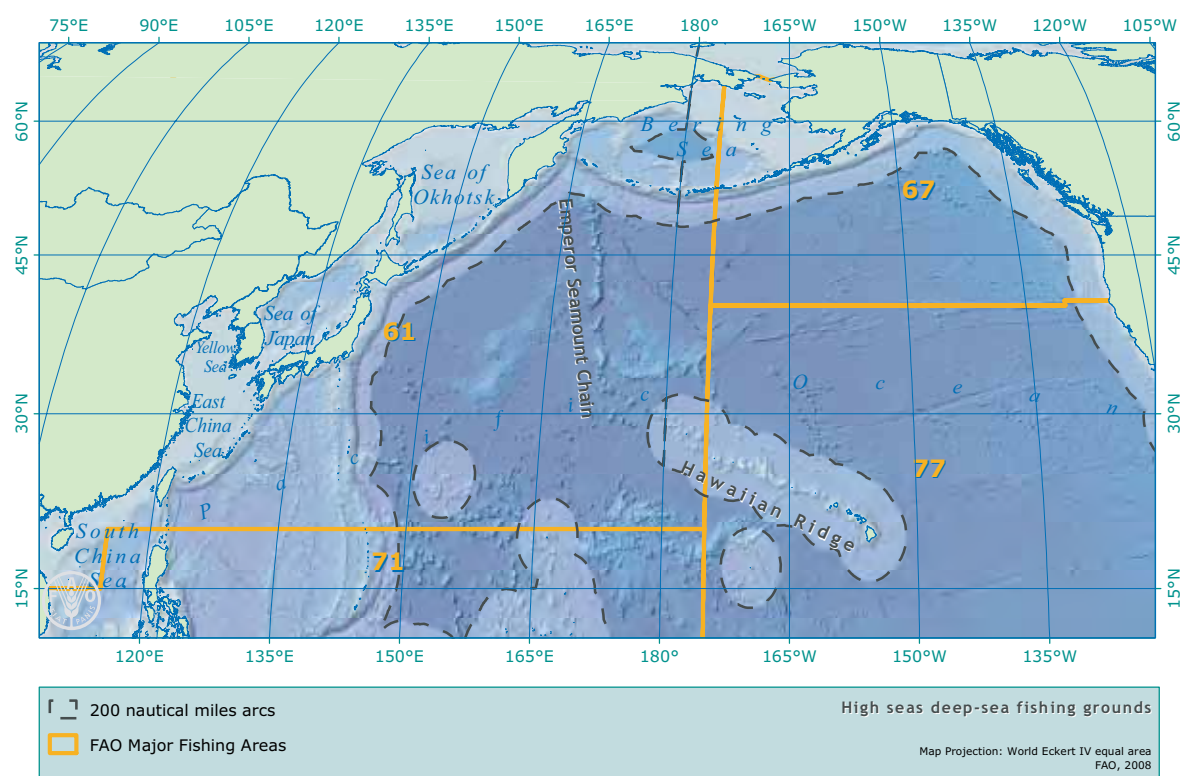 75°E 90°E 105°E 120°E 135°E 150°E 165°E 180° 165°W 150°W 135°W 120°W 105°W
60°N
60°N
Bering
Sea
Sea of
Okhotsk
67
Emperor Seamount Chain
45°N
45°N
Sea of
Japan
61
Yellow
Sea
East
China
Sea
30°N
30°N
Pacific Ocean
77
Hawaiian Ridge
South
China
Sea
71
15°N
15°N
120°E 135°E 150°E 165°E 180° 165°W 150°W 135°W
200 nautical miles arcs
FAO Major Fishing Areas
High seas deep-sea fishing grounds
Map Projection: World Eckert IV equal area
FAO, 2008